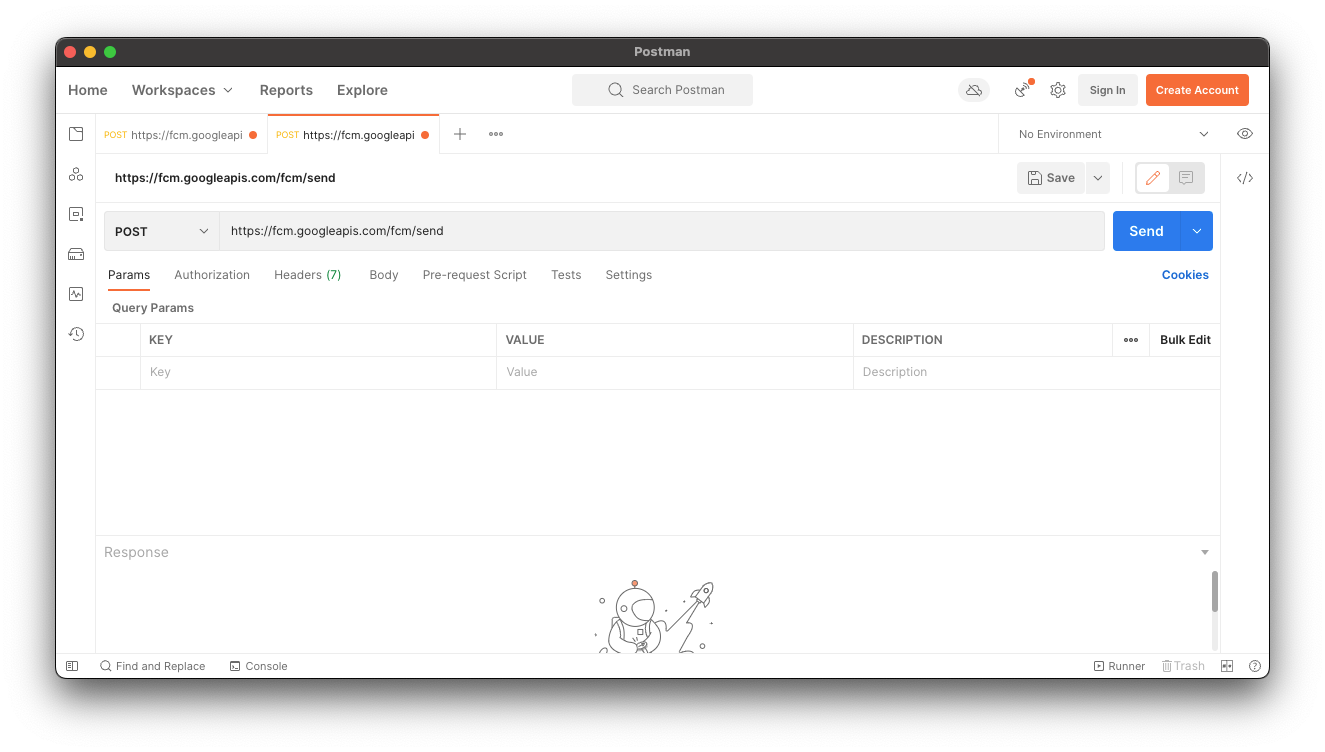 Postman
Home Workspaces Reports Explore Search Postman Sign In Create Account
POST https://fcm.googleapi POST https://fcm.googleapi No Environment
https://fcm.googleapis.com/fcm/send Save
POST https://fcm.googleapis.com/fcm/send Send
Params Authorization Headers (7) Body Pre-request Script Tests Settings Cookies
Query Params
KEY VALUE DESCRIPTION Bulk Edit
Key Value Description
Response
Find and Replace Console Runner Trash